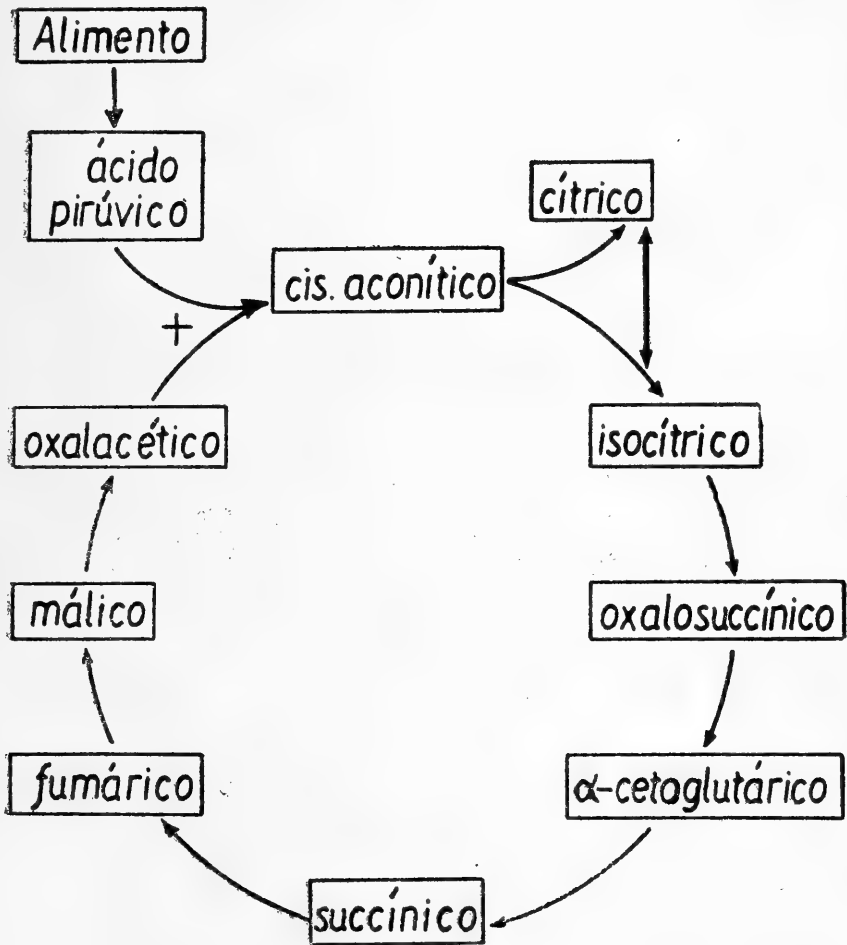 Alimento
ácido
pirúvico
cítrico
cis. aconítico
+
oxalacético
isocítrico
málico
oxalosuccínico
fumárico
α-cetoglutárico
succínico